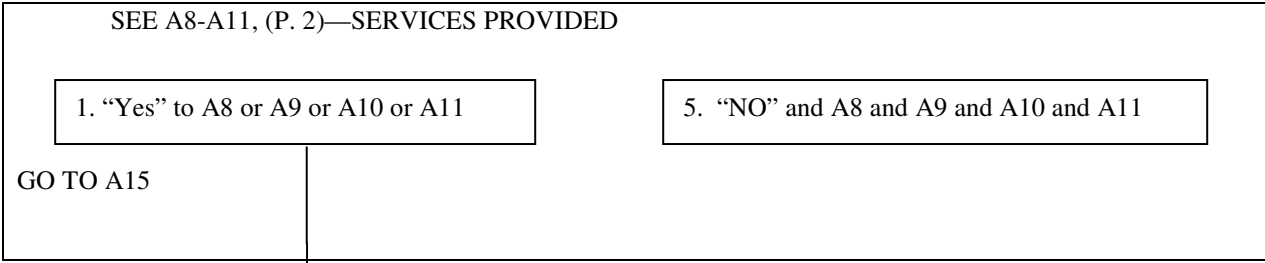 SEE A8-A11, (P. 2)—SERVICES PROVIDED
1. “Yes” to A8 or A9 or A10 or A11
5. “NO” and A8 and A9 and A10 and A11
GO TO A15